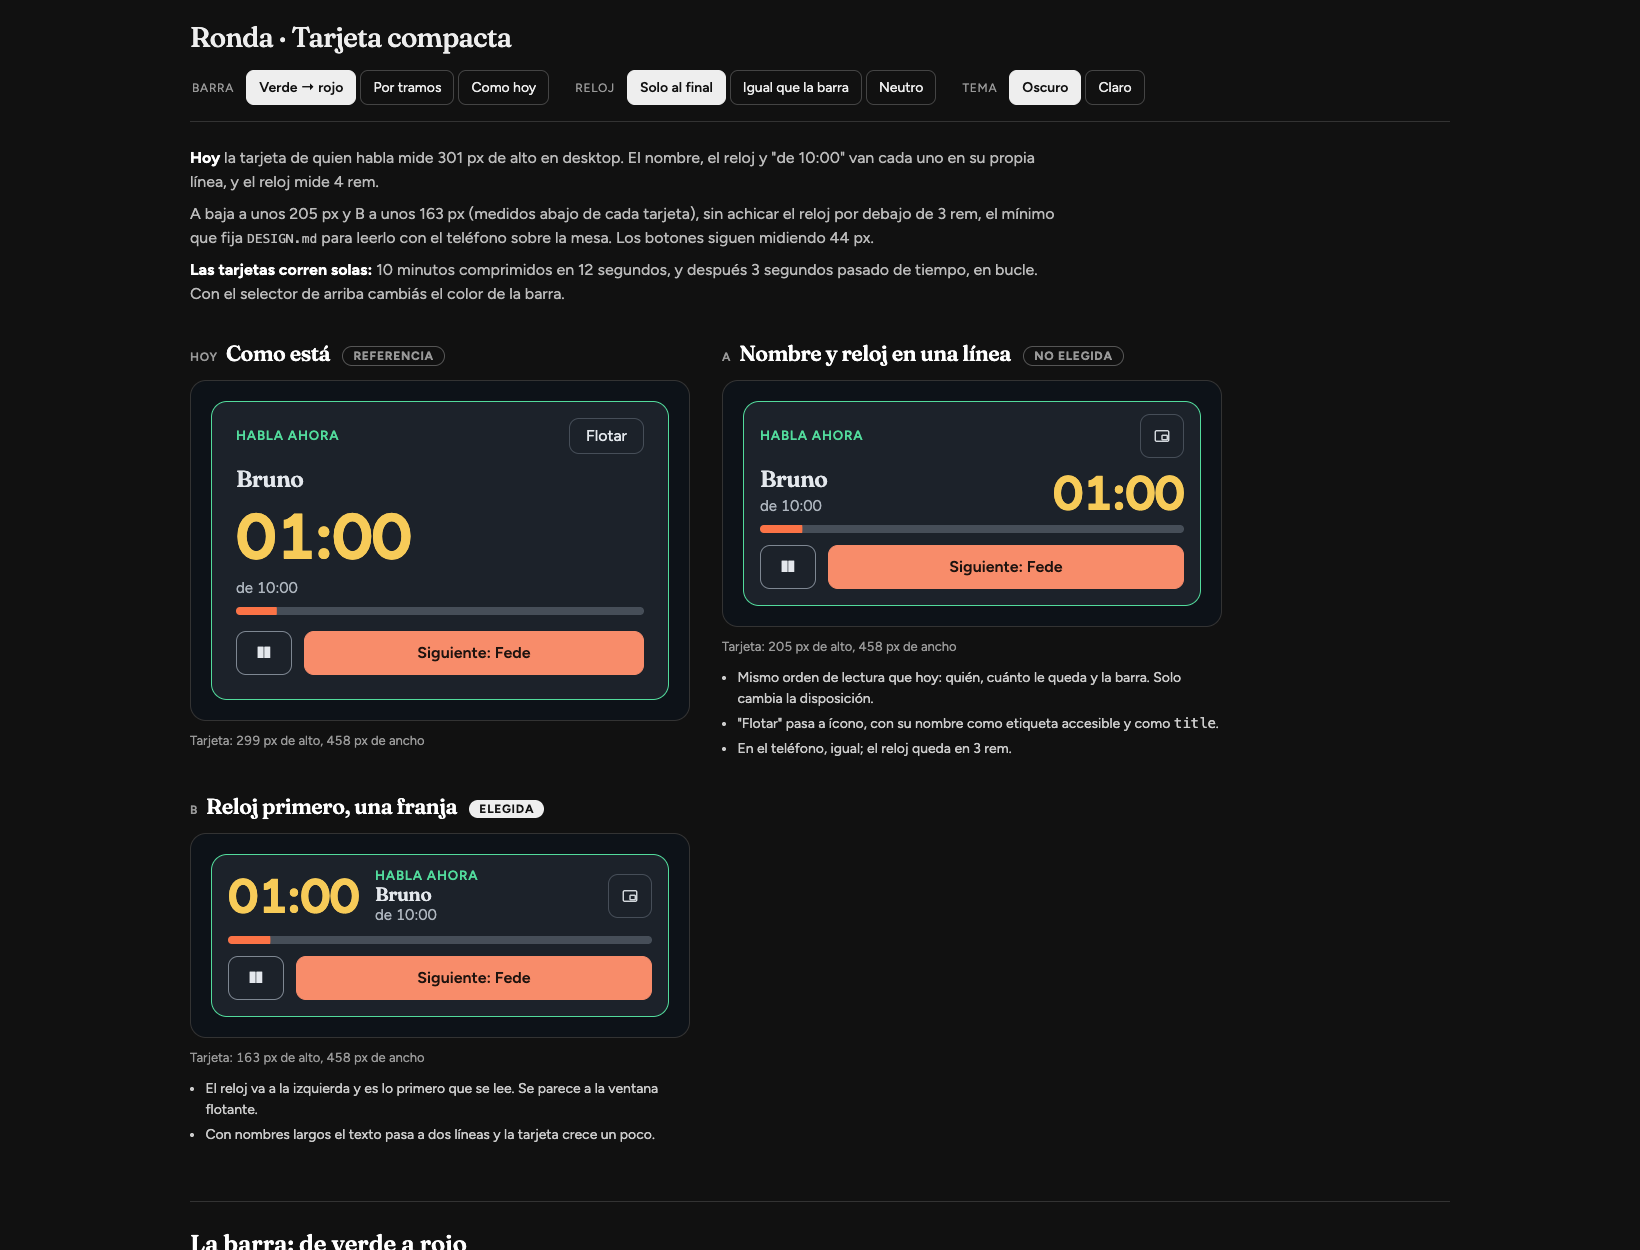 Ronda · Tarjeta compacta
BARRA Verde → rojo Por tramos Como hoy RELOJ Solo al final Igual que la barra Neutro TEMA Oscuro Claro
Hoy la tarjeta de quien habla mide 301 px de alto en desktop. El nombre, el reloj y "de 10:00" van cada uno en su propia
línea, y el reloj mide 4 rem.
A baja a unos 205 px y B a unos 163 px (medidos abajo de cada tarjeta), sin achicar el reloj por debajo de 3 rem, el mínimo
que fija DESIGN.md para leerlo con el teléfono sobre la mesa. Los botones siguen midiendo 44 px.
Las tarjetas corren solas: 10 minutos comprimidos en 12 segundos, y después 3 segundos pasado de tiempo, en bucle.
Con el selector de arriba cambiás el color de la barra.
HOY Como está REFERENCIA
HABLA AHORA
Flotar
Bruno
01:00
de 10:00
Siguiente: Fede
Tarjeta: 299 px de alto, 458 px de ancho
A Nombre y reloj en una línea NO ELEGIDA
HABLA AHORA
Bruno
de 10:00
01:00
Siguiente: Fede
Tarjeta: 205 px de alto, 458 px de ancho
• Mismo orden de lectura que hoy: quién, cuánto le queda y la barra. Solo
cambia la disposición.
• "Flotar" pasa a ícono, con su nombre como etiqueta accesible y como title.
• En el teléfono, igual; el reloj queda en 3 rem.
B Reloj primero, una franja ELEGIDA
01:00
HABLA AHORA
Bruno
de 10:00
Siguiente: Fede
Tarjeta: 163 px de alto, 458 px de ancho
• El reloj va a la izquierda y es lo primero que se lee. Se parece a la ventana
flotante.
• Con nombres largos el texto pasa a dos líneas y la tarjeta crece un poco.
La barra: de verde a rojo